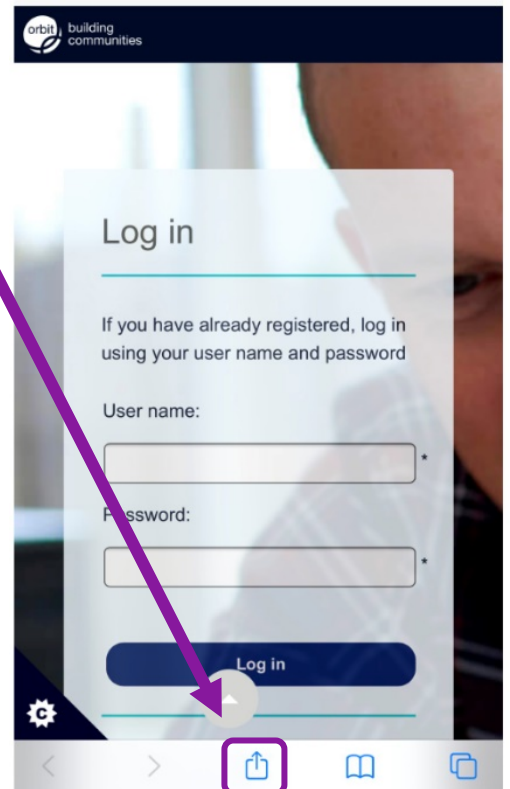 orbit building
communities
Log in
If you have already registered, log in
using your user name and password
User name:
*
Password:
*
Log in
C